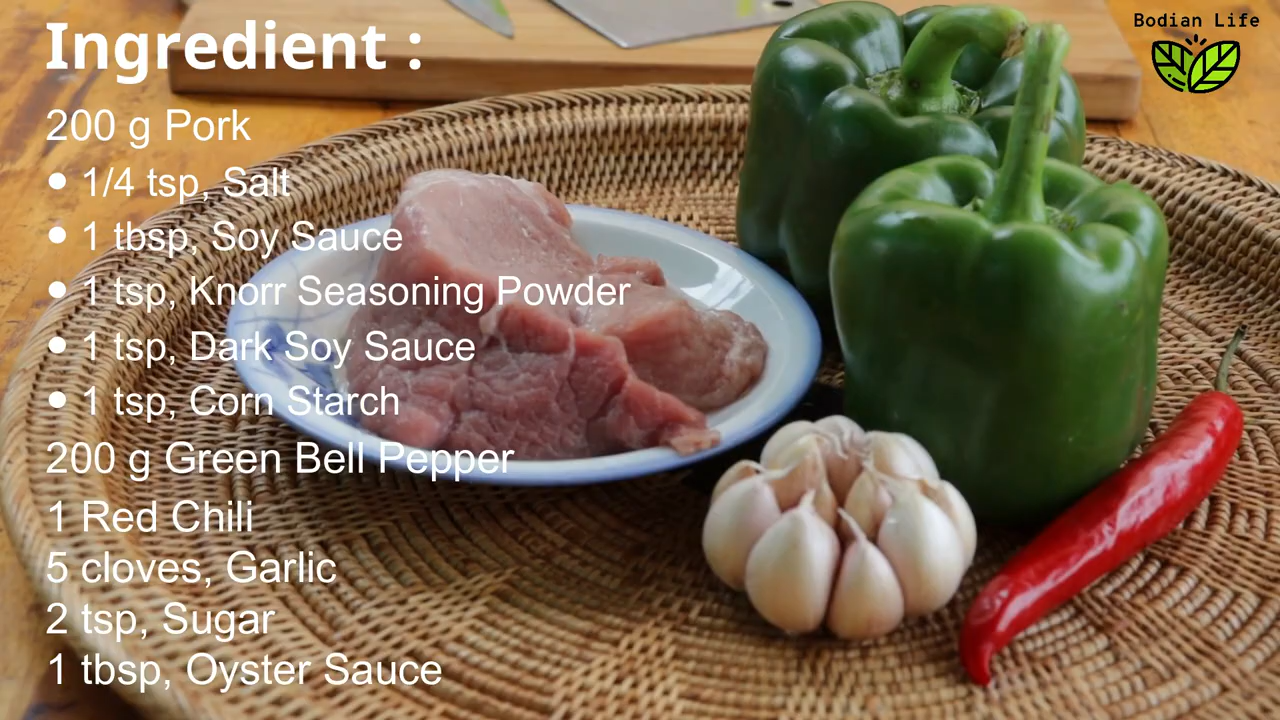 Ingredient :
200 g Pork
• 1/4 tsp, Salt
• 1 tbsp, Soy Sauce
• 1 tsp, Knorr Seasoning Powder
• 1 tsp, Dark Soy Sauce
• 1 tsp, Corn Starch
200 g Green Bell Pepper
1 Red Chili
5 cloves, Garlic
2 tsp, Sugar
1 tbsp, Oyster Sauce
Bodian Life